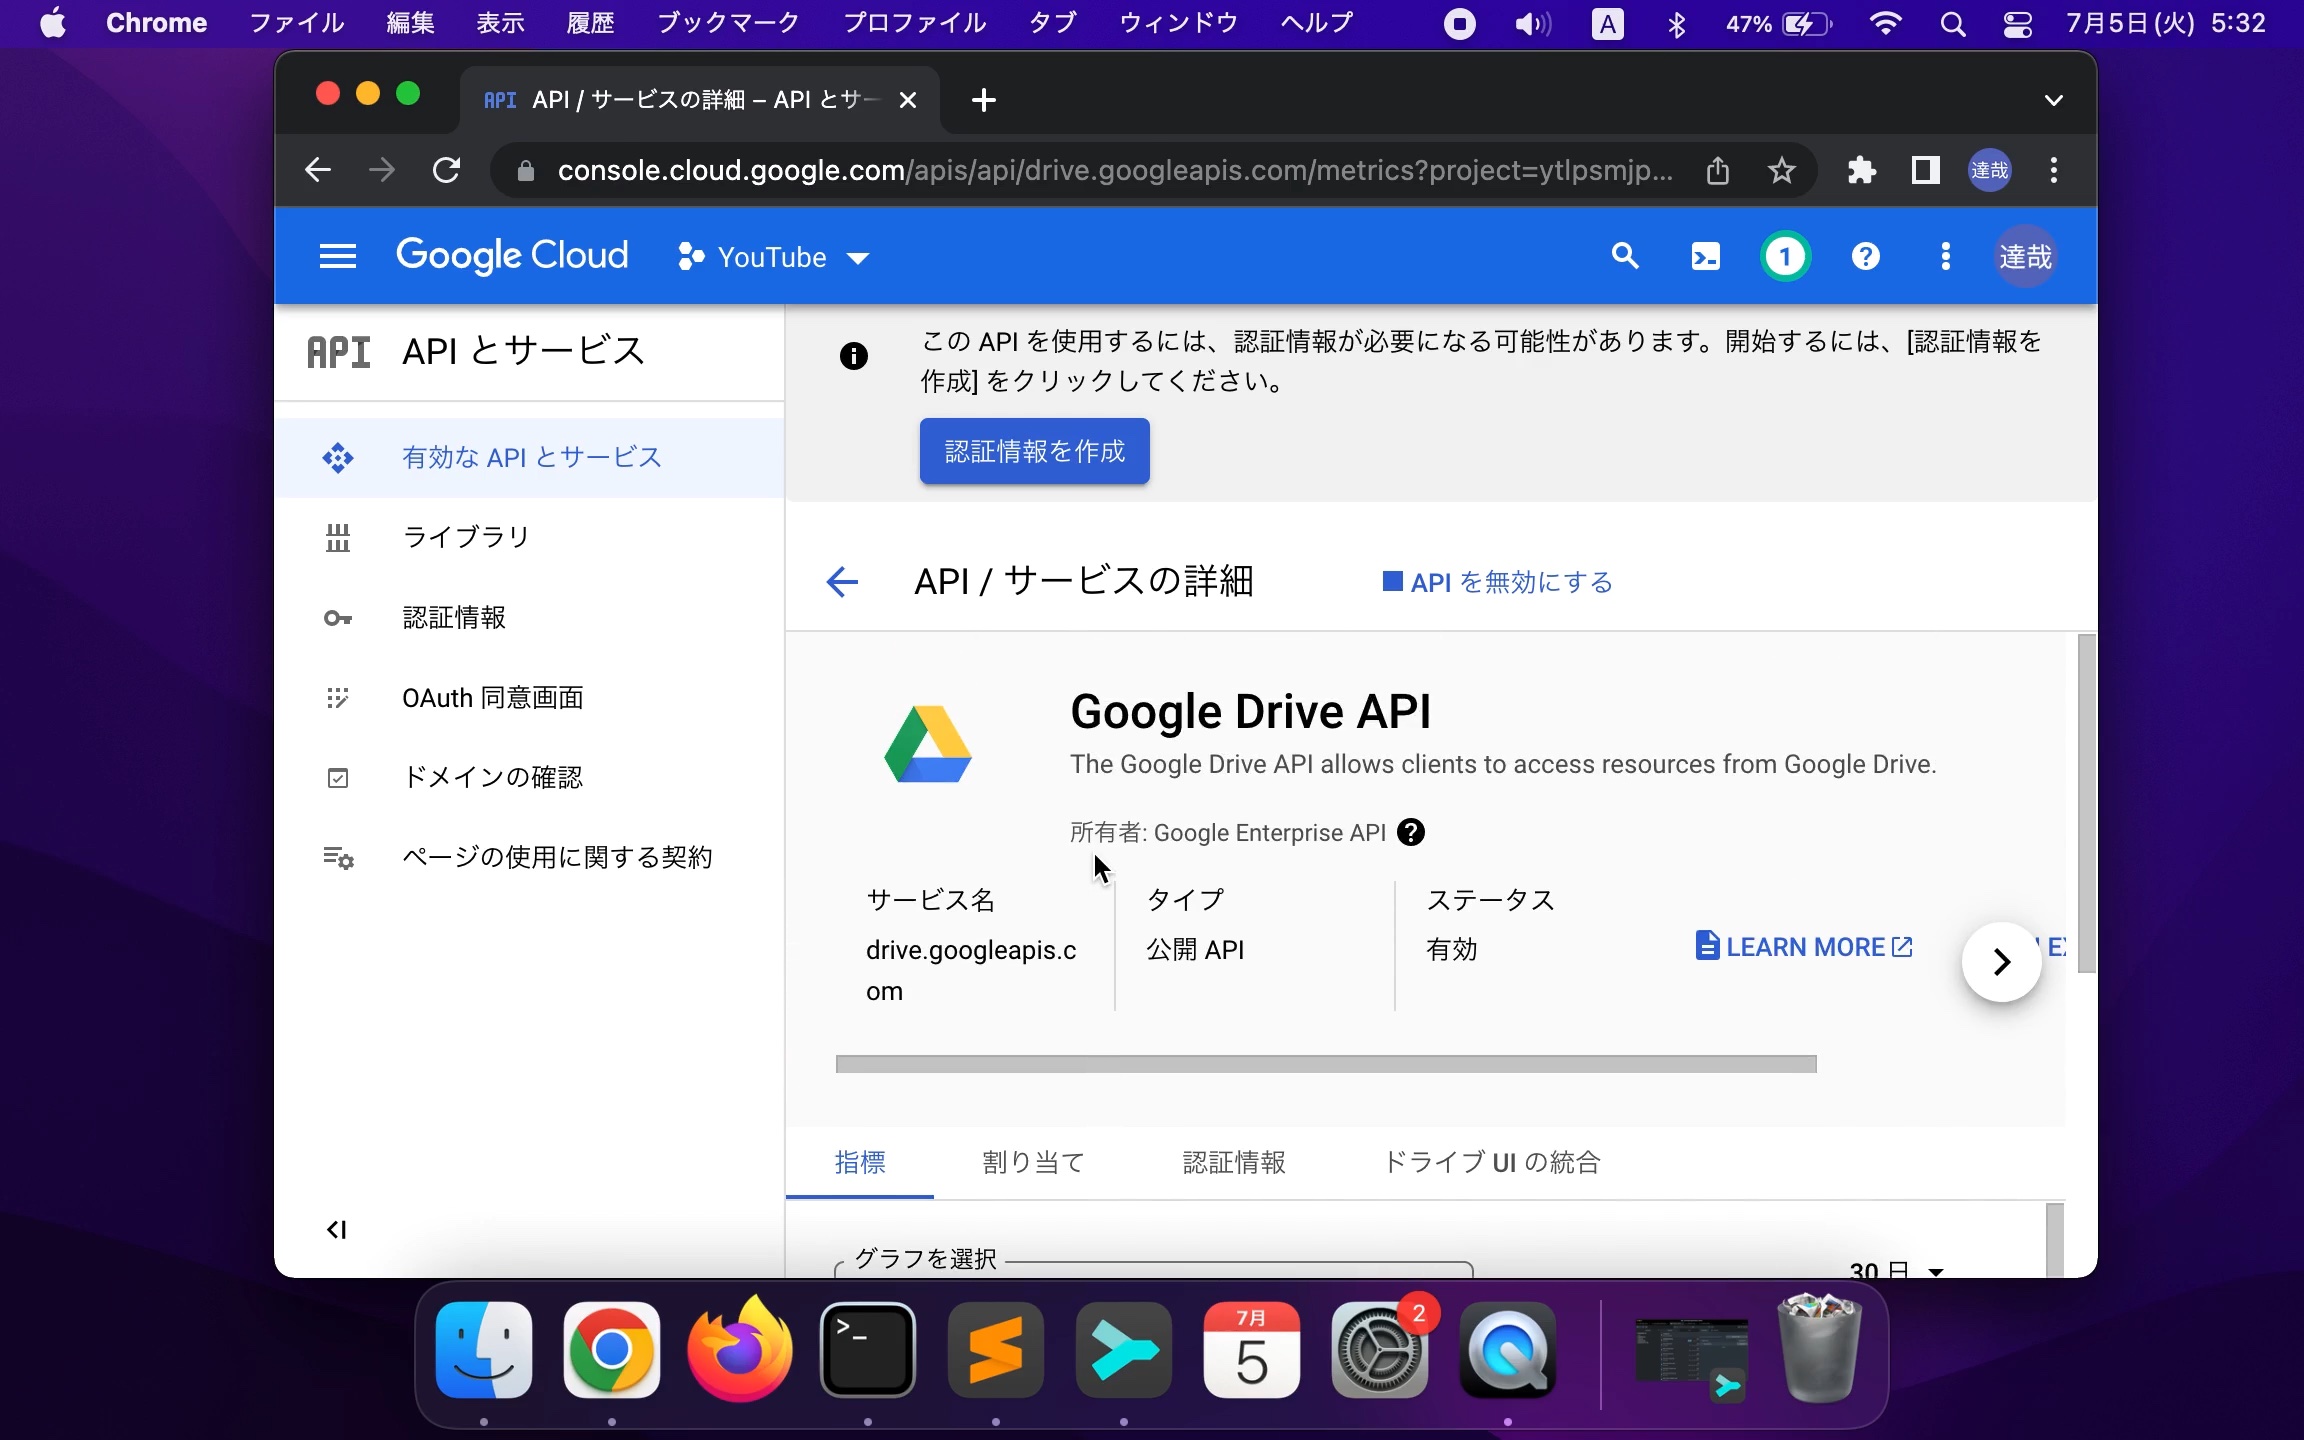 Chrome ファイル 編集 表示 履歴 ブックマーク プロファイル タブ ウィンドウ ヘルプ A 47% 7月5日(火) 5:32
API API / サービスの詳細 – API とサー
console.cloud.google.com/apis/api/drive.googleapis.com/metrics?project=ytlpsmjp... 達哉
Google Cloud YouTube 1 達哉
API API とサービス
有効な API とサービス
ライブラリ
認証情報
OAuth 同意画面
ドメインの確認
ページの使用に関する契約
この API を使用するには、認証情報が必要になる可能性があります。開始するには、[認証情報を
作成] をクリックしてください。
認証情報を作成
API / サービスの詳細 API を無効にする
Google Drive API
The Google Drive API allows clients to access resources from Google Drive.
所有者: Google Enterprise API
サービス名 タイプ ステータス
drive.googleapis.c
om
公開 API 有効 LEARN MORE
指標 割り当て 認証情報 ドライブ UI の統合
グラフを選択 30 日
7月
5
2